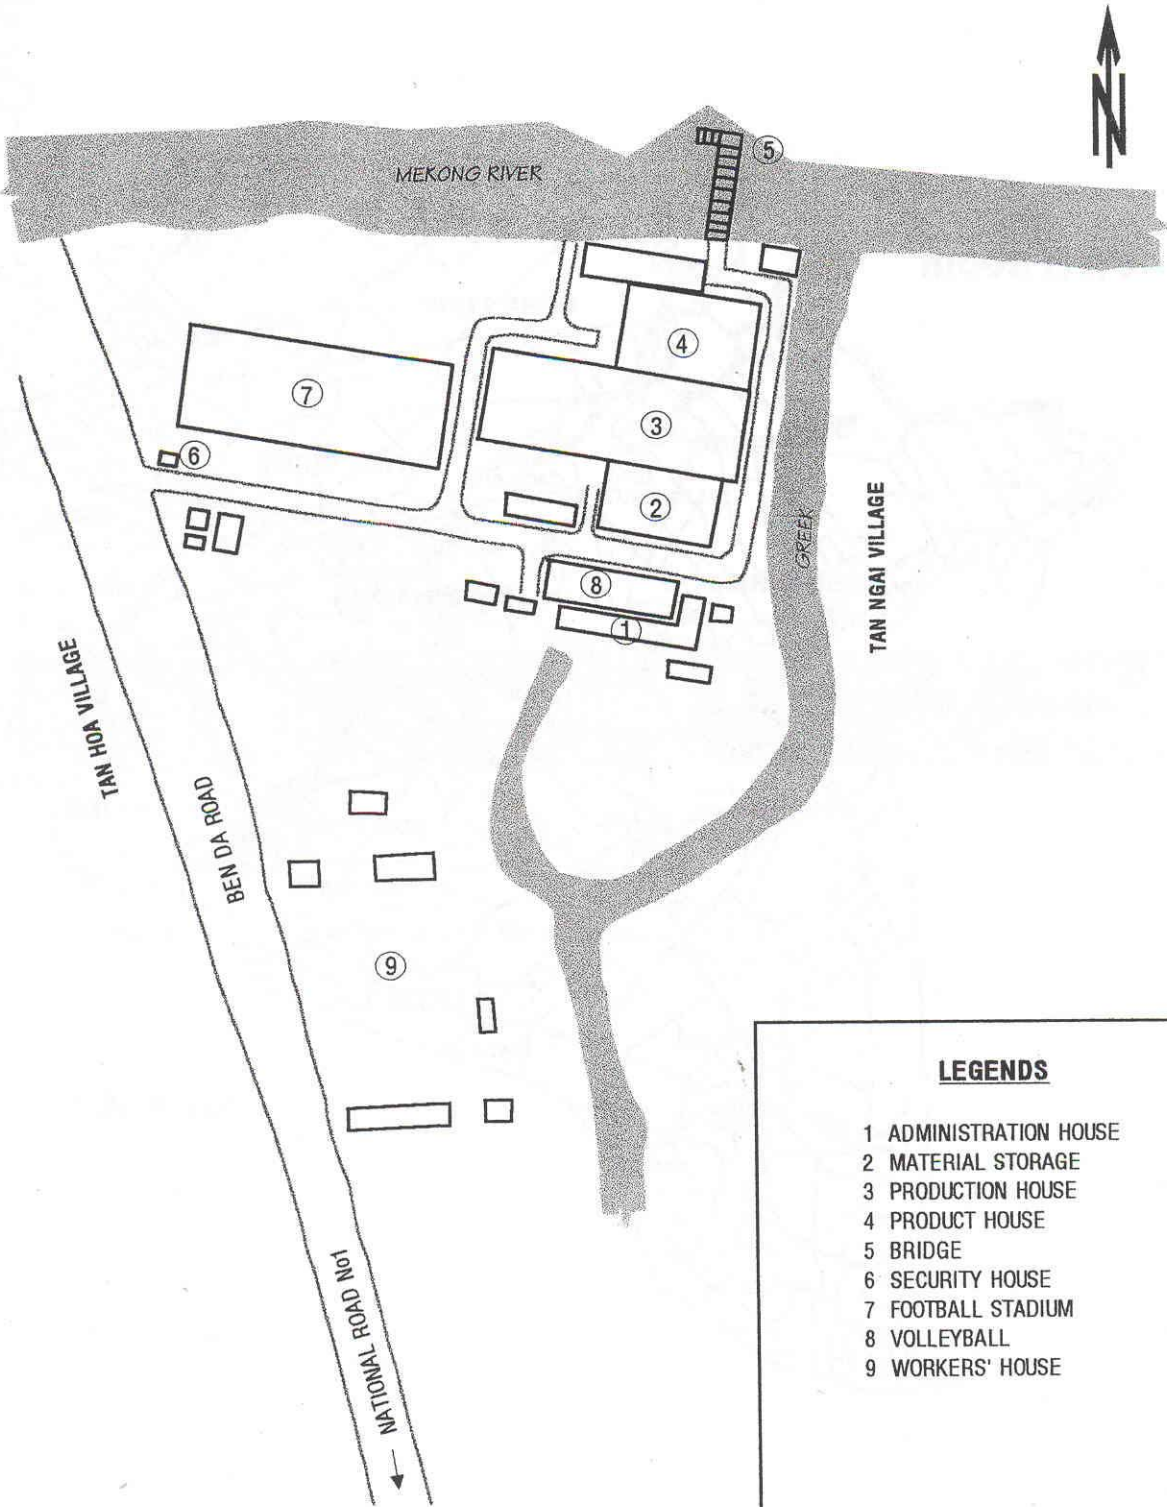 N
MEKONG RIVER
5
4
7
3
6
2
GREEK
TAN NGAI VILLAGE
8
1
TAN HOA VILLAGE
BEN DA ROAD
9
NATIONAL ROAD No1
LEGENDS
1 ADMINISTRATION HOUSE
2 MATERIAL STORAGE
3 PRODUCTION HOUSE
4 PRODUCT HOUSE
5 BRIDGE
6 SECURITY HOUSE
7 FOOTBALL STADIUM
8 VOLLEYBALL
9 WORKERS' HOUSE